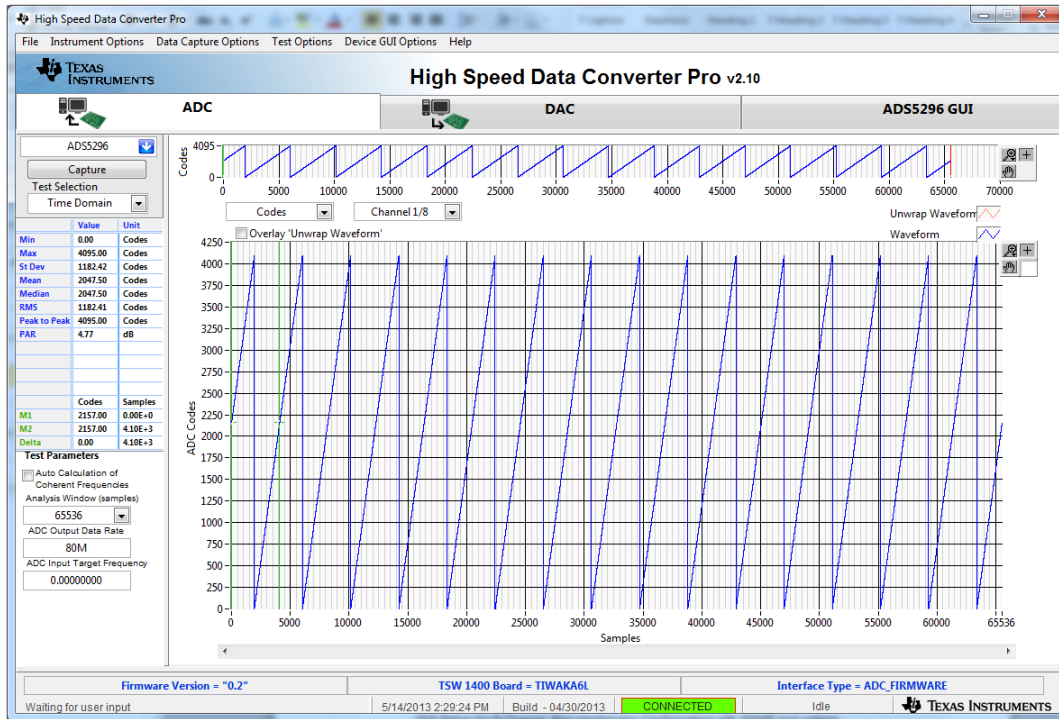 High Speed Data Converter Pro
File Instrument Options Data Capture Options Test Options Device GUI Options Help
TEXAS INSTRUMENTS
High Speed Data Converter Pro v2.10
ADC
DAC
ADS5296 GUI
ADS5296
Capture
Test Selection
Time Domain
Value Unit
Min 0.00 Codes
Max 4095.00 Codes
St Dev 1182.42 Codes
Mean 2047.50 Codes
Median 2047.50 Codes
RMS 1182.41 Codes
Peak to Peak 4095.00 Codes
PAR 4.77 dB
Codes Samples
M1 2157.00 0.00E+0
M2 2157.00 4.10E+3
Delta 0.00 4.10E+3
Test Parameters
Auto Calculation of
Coherent Frequencies
Analysis Window (samples)
65536
ADC Output Data Rate
80M
ADC Input Target Frequency
0.00000000
Codes
4095
0
0 5000 10000 15000 20000 25000 30000 35000 40000 45000 50000 55000 60000 65000 70000
Codes
Channel 1/8
Unwrap Waveform
Overlay 'Unwrap Waveform'
Waveform
ADC Codes
4250
4000
3750
3500
3250
3000
2750
2500
2250
2000
1750
1500
1250
1000
750
500
250
0
0 5000 10000 15000 20000 25000 30000 35000 40000 45000 50000 55000 60000 65536
Samples
Firmware Version = "0.2"
TSW 1400 Board = TIWAKA6L
Interface Type = ADC_FIRMWARE
Waiting for user input
5/14/2013 2:29:24 PM
Build - 04/30/2013
CONNECTED
Idle
TEXAS INSTRUMENTS